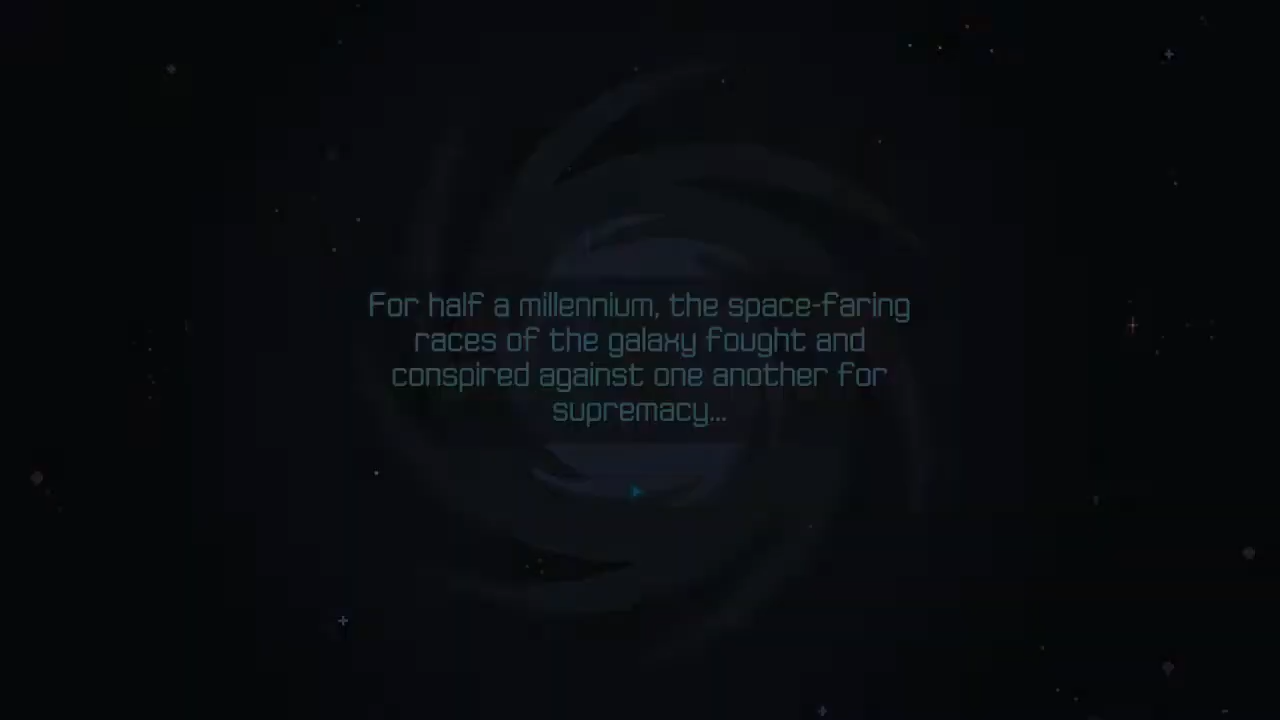 For half a millennium, the space-faring
races of the galaxy fought and
conspired against one another for
supremacy...